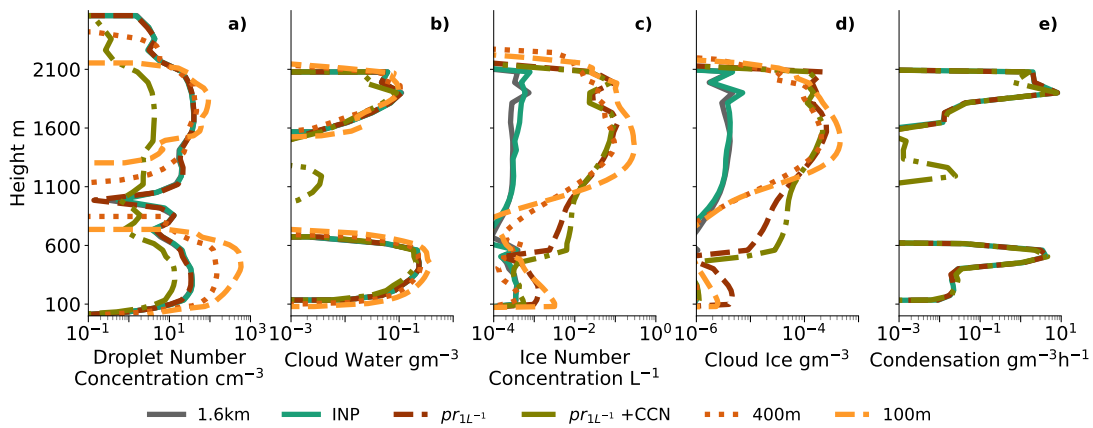 a)
b)
c)
d)
e)
Height m
2100
1600
1100
600
100
10⁻¹ 10¹ 10³
10⁻³ 10⁻¹
10⁻⁴ 10⁻² 10⁰
10⁻⁶ 10⁻⁴
10⁻³ 10⁻¹ 10¹
Droplet Number
Concentration cm⁻³
Cloud Water gm⁻³
Ice Number
Concentration L⁻¹
Cloud Ice gm⁻³
Condensation gm⁻³h⁻¹
1.6km INP pr₁L⁻¹ pr₁L⁻¹ +CCN 400m 100m